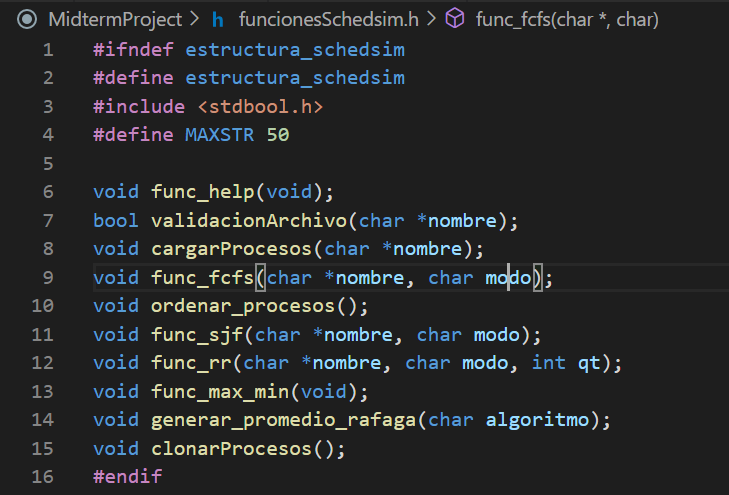 MidtermProject > h funcionesSchedsim.h > func_fcfs(char *, char)
1 #ifndef estructura_schedsim
2 #define estructura_schedsim
3 #include <stdbool.h>
4 #define MAXSTR 50
5
6 void func_help(void);
7 bool validacionArchivo(char *nombre);
8 void cargarProcesos(char *nombre);
9 void func_fcfs(char *nombre, char modo);
10 void ordenar_procesos();
11 void func_sjf(char *nombre, char modo);
12 void func_rr(char *nombre, char modo, int qt);
13 void func_max_min(void);
14 void generar_promedio_rafaga(char algoritmo);
15 void clonarProcesos();
16 #endif